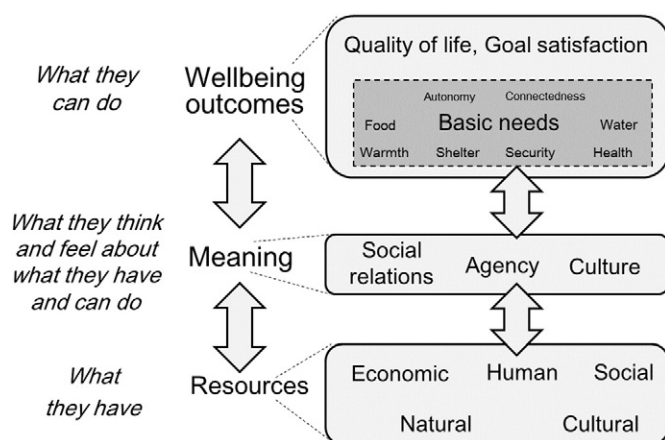 What they
can do
Wellbeing
outcomes
Quality of life, Goal satisfaction
Autonomy Connectedness
Food Basic needs Water
Warmth Shelter Security Health
What they think
and feel about
what they have
and can do
Meaning
Social
relations
Agency
Culture
What
they have
Resources
Economic Human Social
Natural Cultural